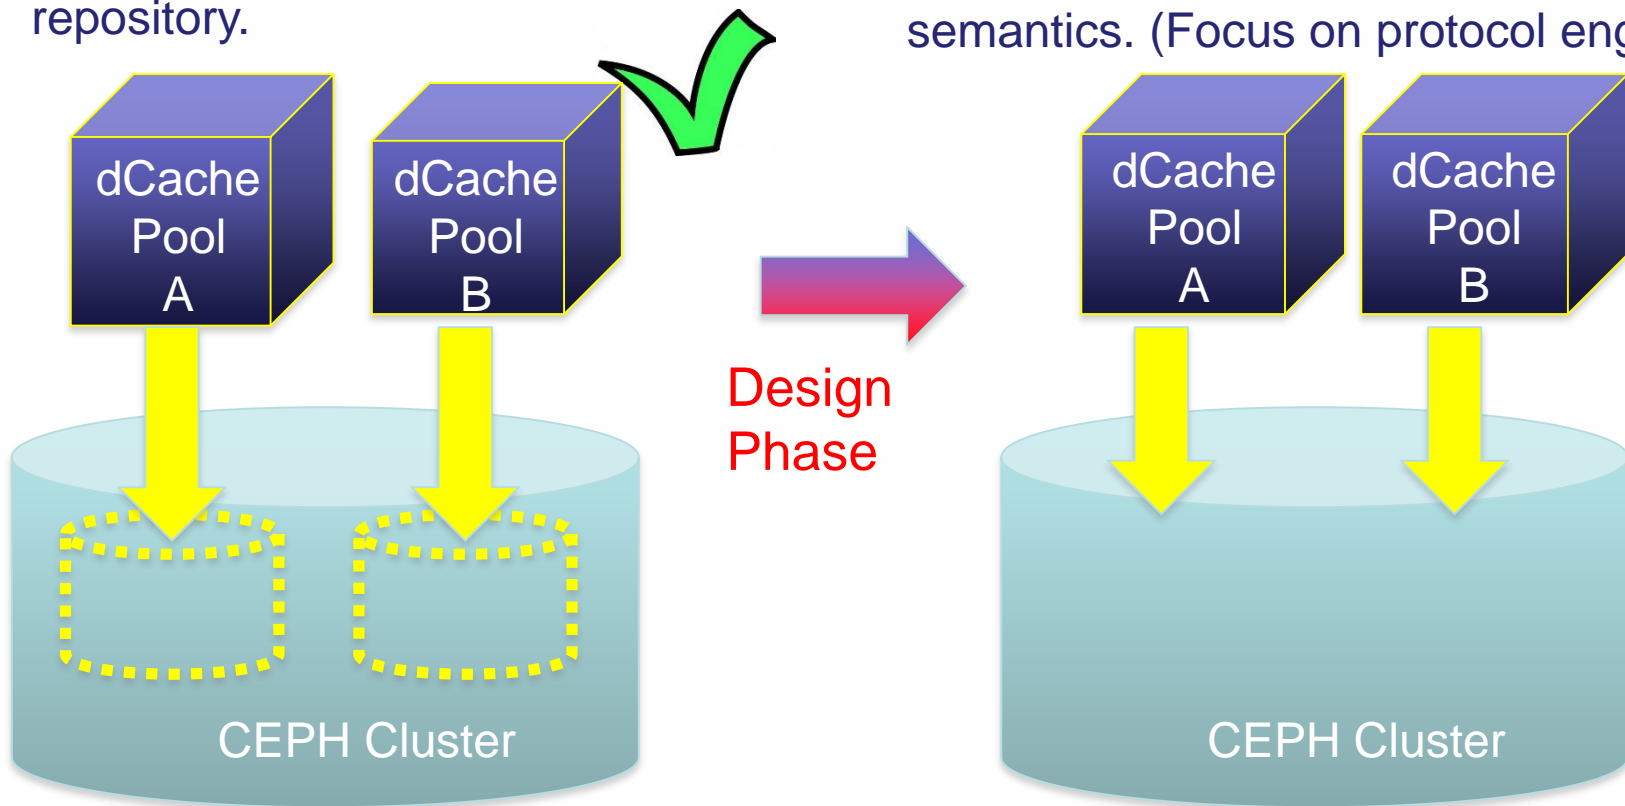 repository.
semantics. (Focus on protocol eng
dCache
Pool
A
dCache
Pool
B
Design
Phase
dCache
Pool
A
dCache
Pool
B
CEPH Cluster
CEPH Cluster